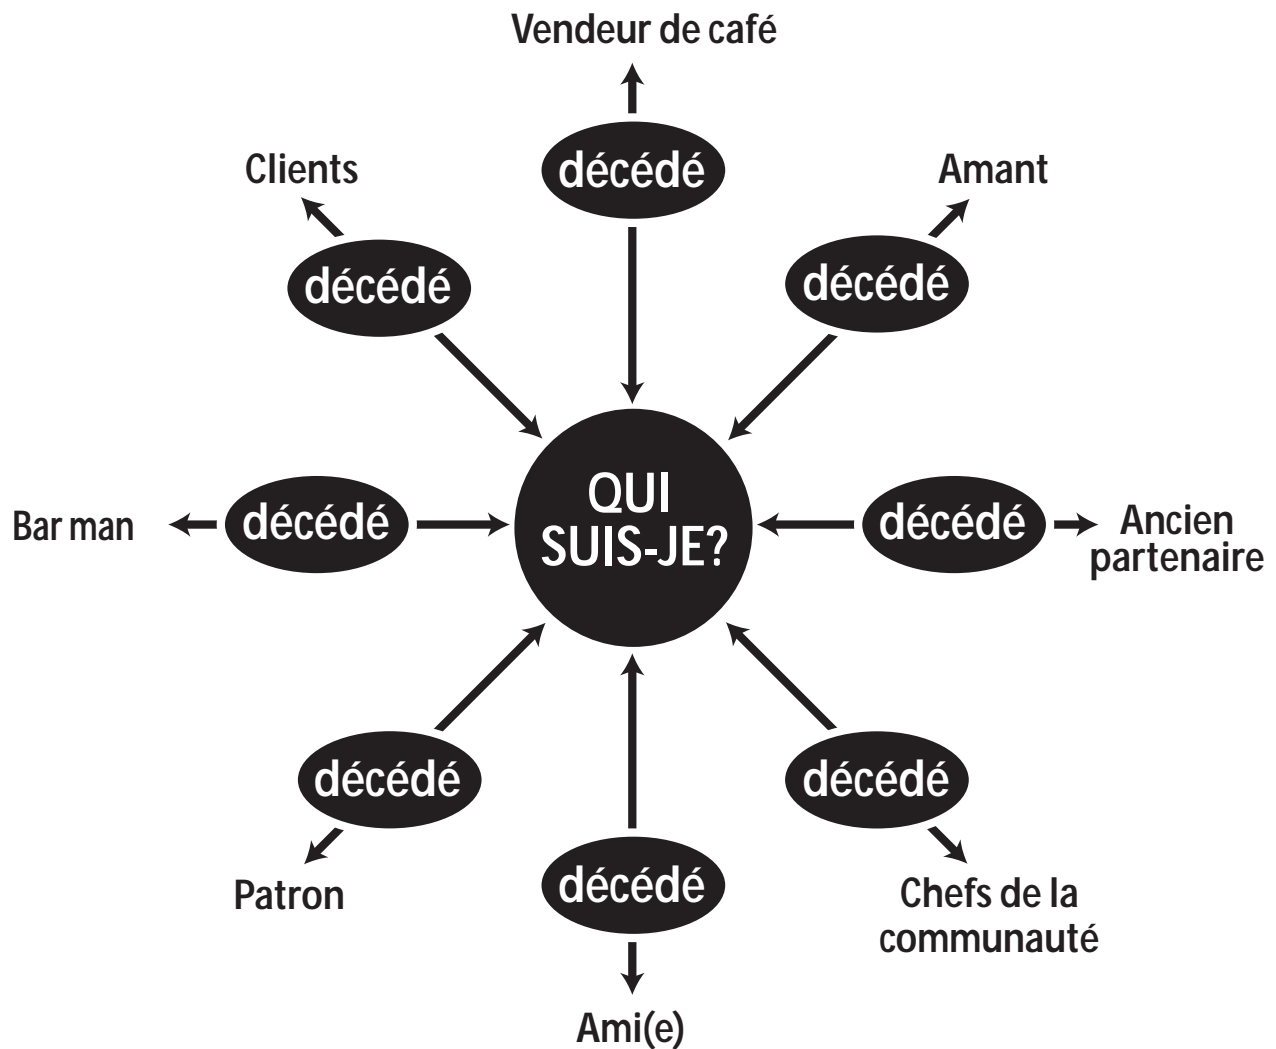 Vendeur de café
Clients
décédé
Amant
décédé
décédé
Bar man
décédé
QUI
SUIS-JE?
décédé
Ancien
partenaire
décédé
Patron
décédé
Ami(e)
décédé
Chefs de la
communauté